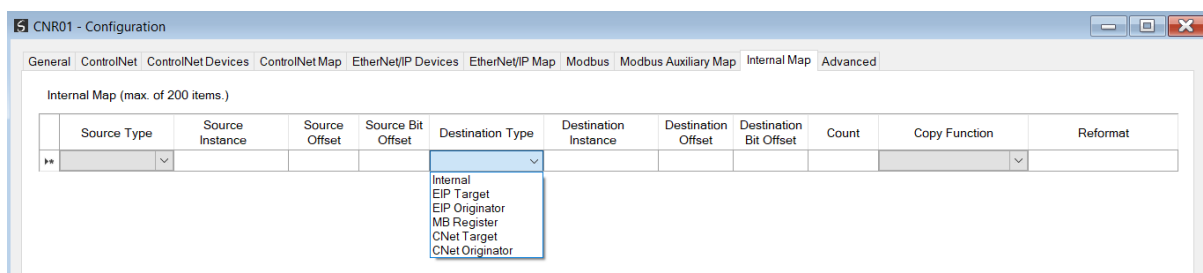 CNR01 - Configuration
General ControlNet ControlNet Devices ControlNet Map EtherNet/IP Devices EtherNet/IP Map Modbus Modbus Auxiliary Map Internal Map Advanced
Internal Map (max. of 200 items.)
Source Type Source Instance Source Offset Source Bit Offset Destination Type Destination Instance Destination Offset Destination Bit Offset Count Copy Function Reformat
Internal
EIP Target
EIP Originator
MB Register
CNet Target
CNet Originator